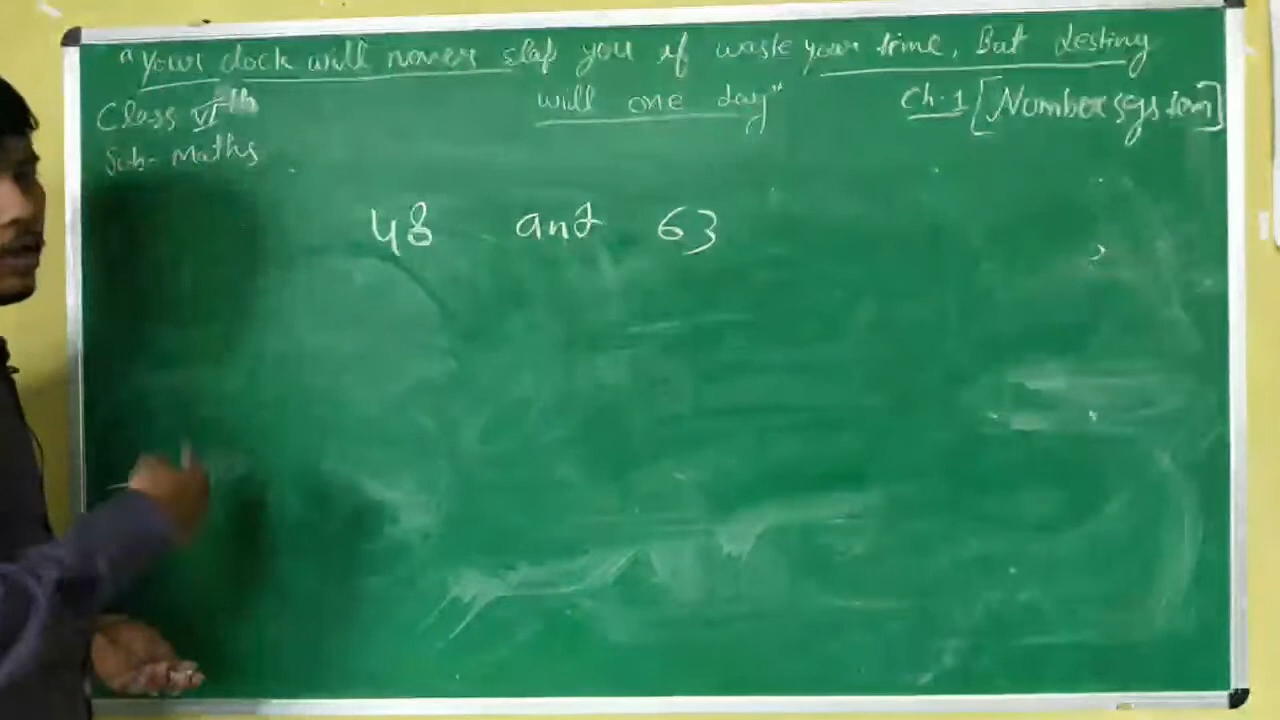 "Your clock will never slap you if waste your time, But destiny
will one day"
Ch.1 [Number system]
Class VIth
Sub- Maths
48 and 63